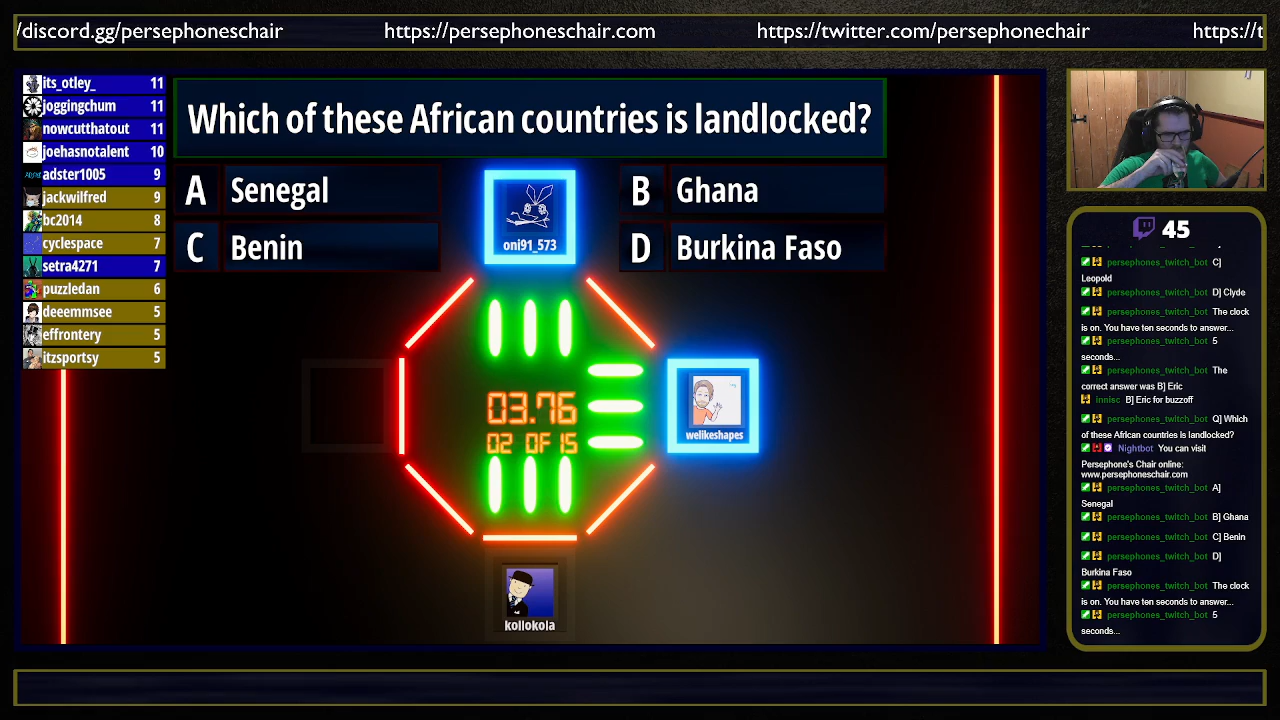 /discord.gg/persephoneschair https://persephoneschair.com https://twitter.com/persephonechair https://t
its_otley_ 11
joggingchum 11
nowcutthatout 11
joehasnotalent 10
adster1005 9
jackwilfred 9
bc2014 8
cyclespace 7
setra4271 7
puzzledan 6
deeemmsee 5
effrontery 5
itzsportsy 5
Which of these African countries is landlocked?
A Senegal
B Ghana
C Benin
D Burkina Faso
oni91_573
03.76
02 OF 15
welikeshapes
kollokola
45
persephones_twitch_bot C]
Leopold
persephones_twitch_bot D] Clyde
persephones_twitch_bot The clock
is on. You have ten seconds to answer...
persephones_twitch_bot 5
seconds...
persephones_twitch_bot The
correct answer was B] Eric
innisc B] Eric for buzzoff
persephones_twitch_bot Q] Which
of these African countries is landlocked?
Nightbot You can visit
Persephone's Chair online:
www.persephoneschair.com
persephones_twitch_bot A]
Senegal
persephones_twitch_bot B] Ghana
persephones_twitch_bot C] Benin
persephones_twitch_bot D]
Burkina Faso
persephones_twitch_bot The clock
is on. You have ten seconds to answer...
persephones_twitch_bot 5
seconds...